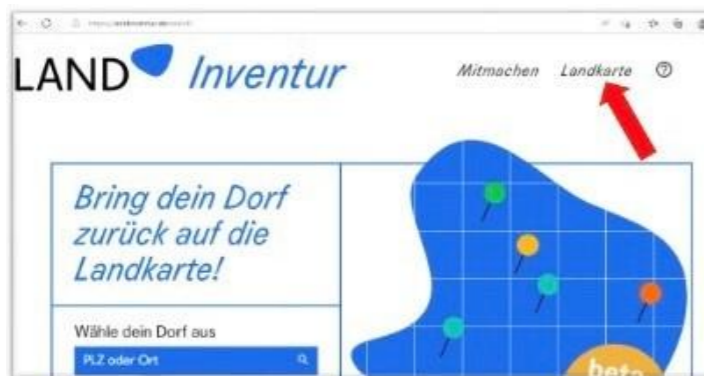 LAND Inventur
Mitmachen Landkarte ?
Bring dein Dorf
zurück auf die
Landkarte!
Wähle dein Dorf aus
PLZ oder Ort
beta